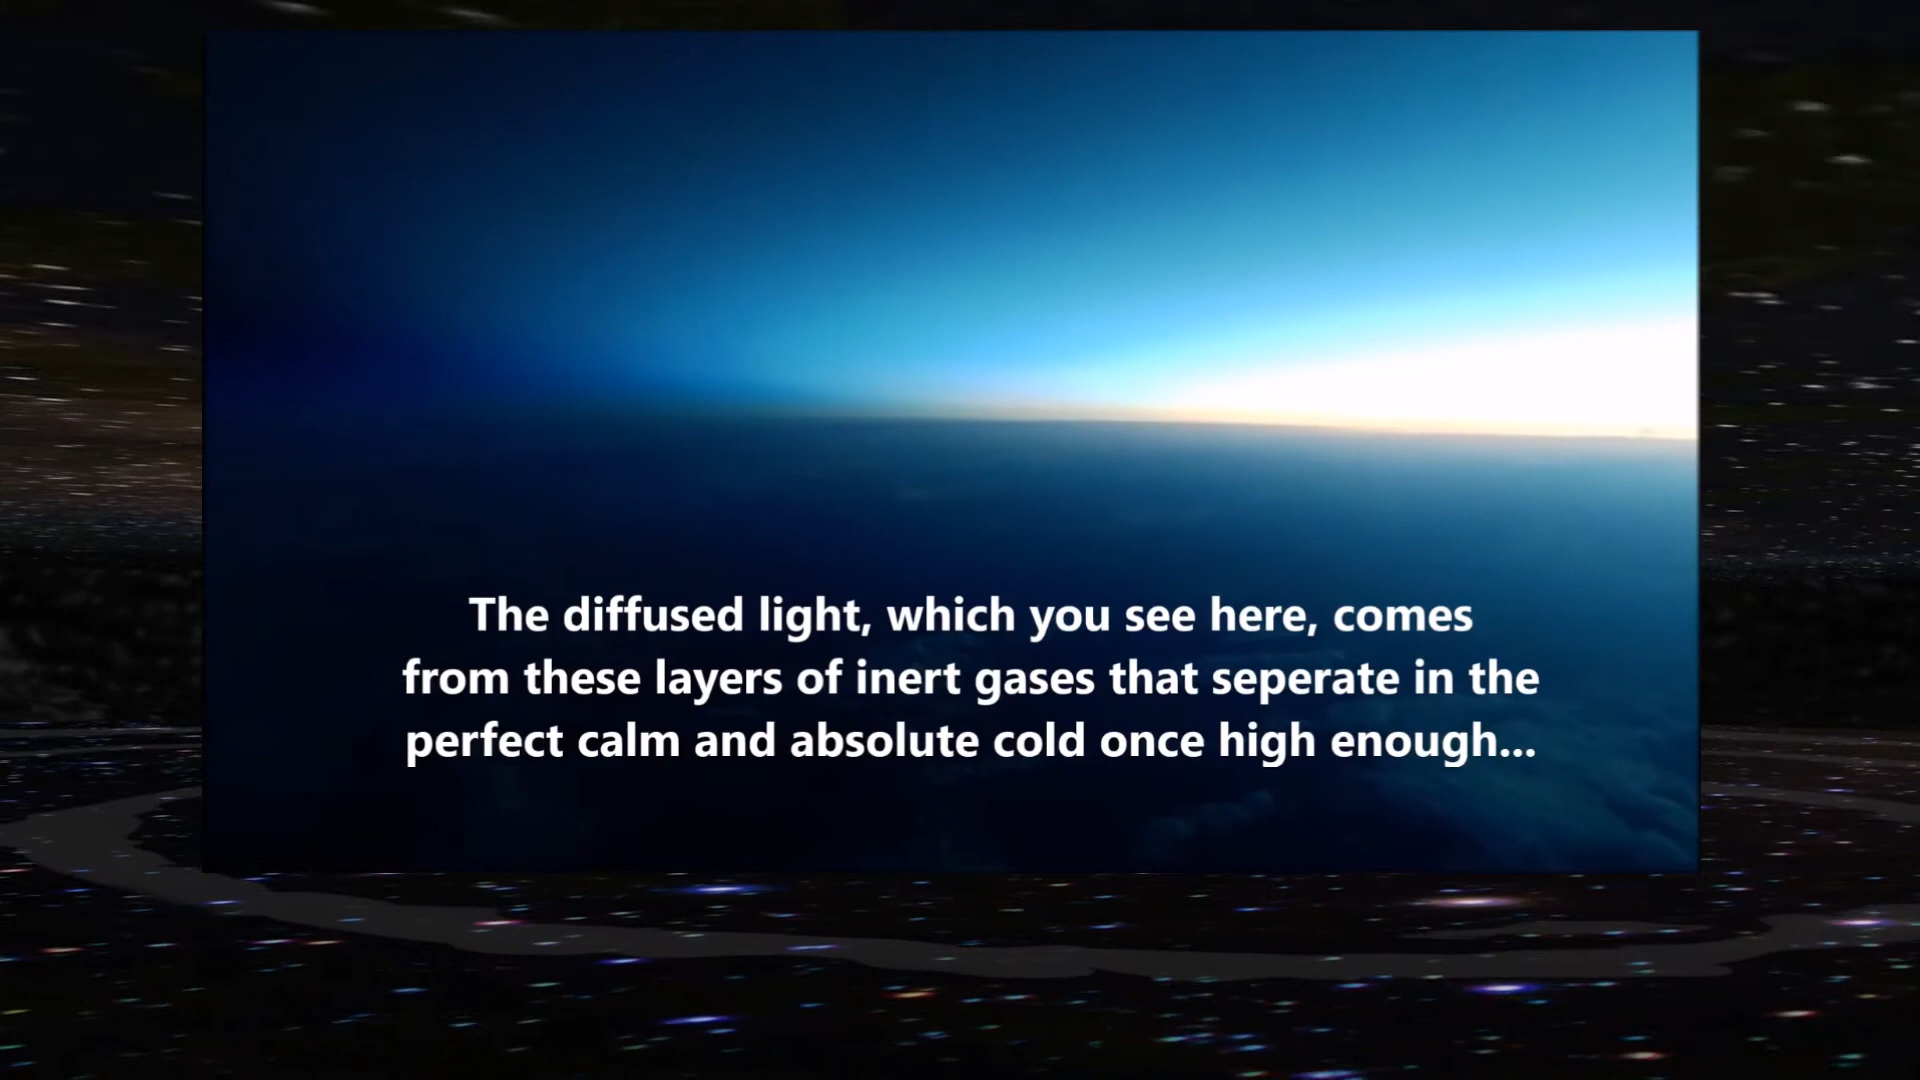 The diffused light, which you see here, comes
from these layers of inert gases that seperate in the
perfect calm and absolute cold once high enough...